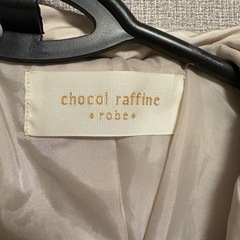 chocol raffine
+ robe +